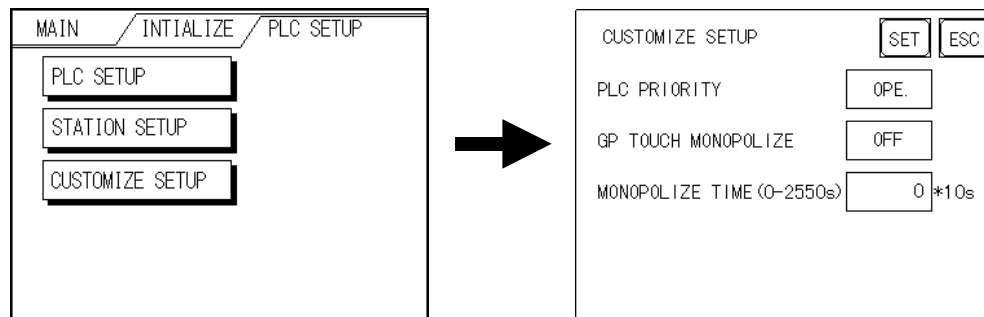 MAIN INTIALIZE PLC SETUP
PLC SETUP
STATION SETUP
CUSTOMIZE SETUP
CUSTOMIZE SETUP SET ESC
PLC PRIORITY OPE.
GP TOUCH MONOPOLIZE OFF
MONOPOLIZE TIME(0-2550s) 0 *10s